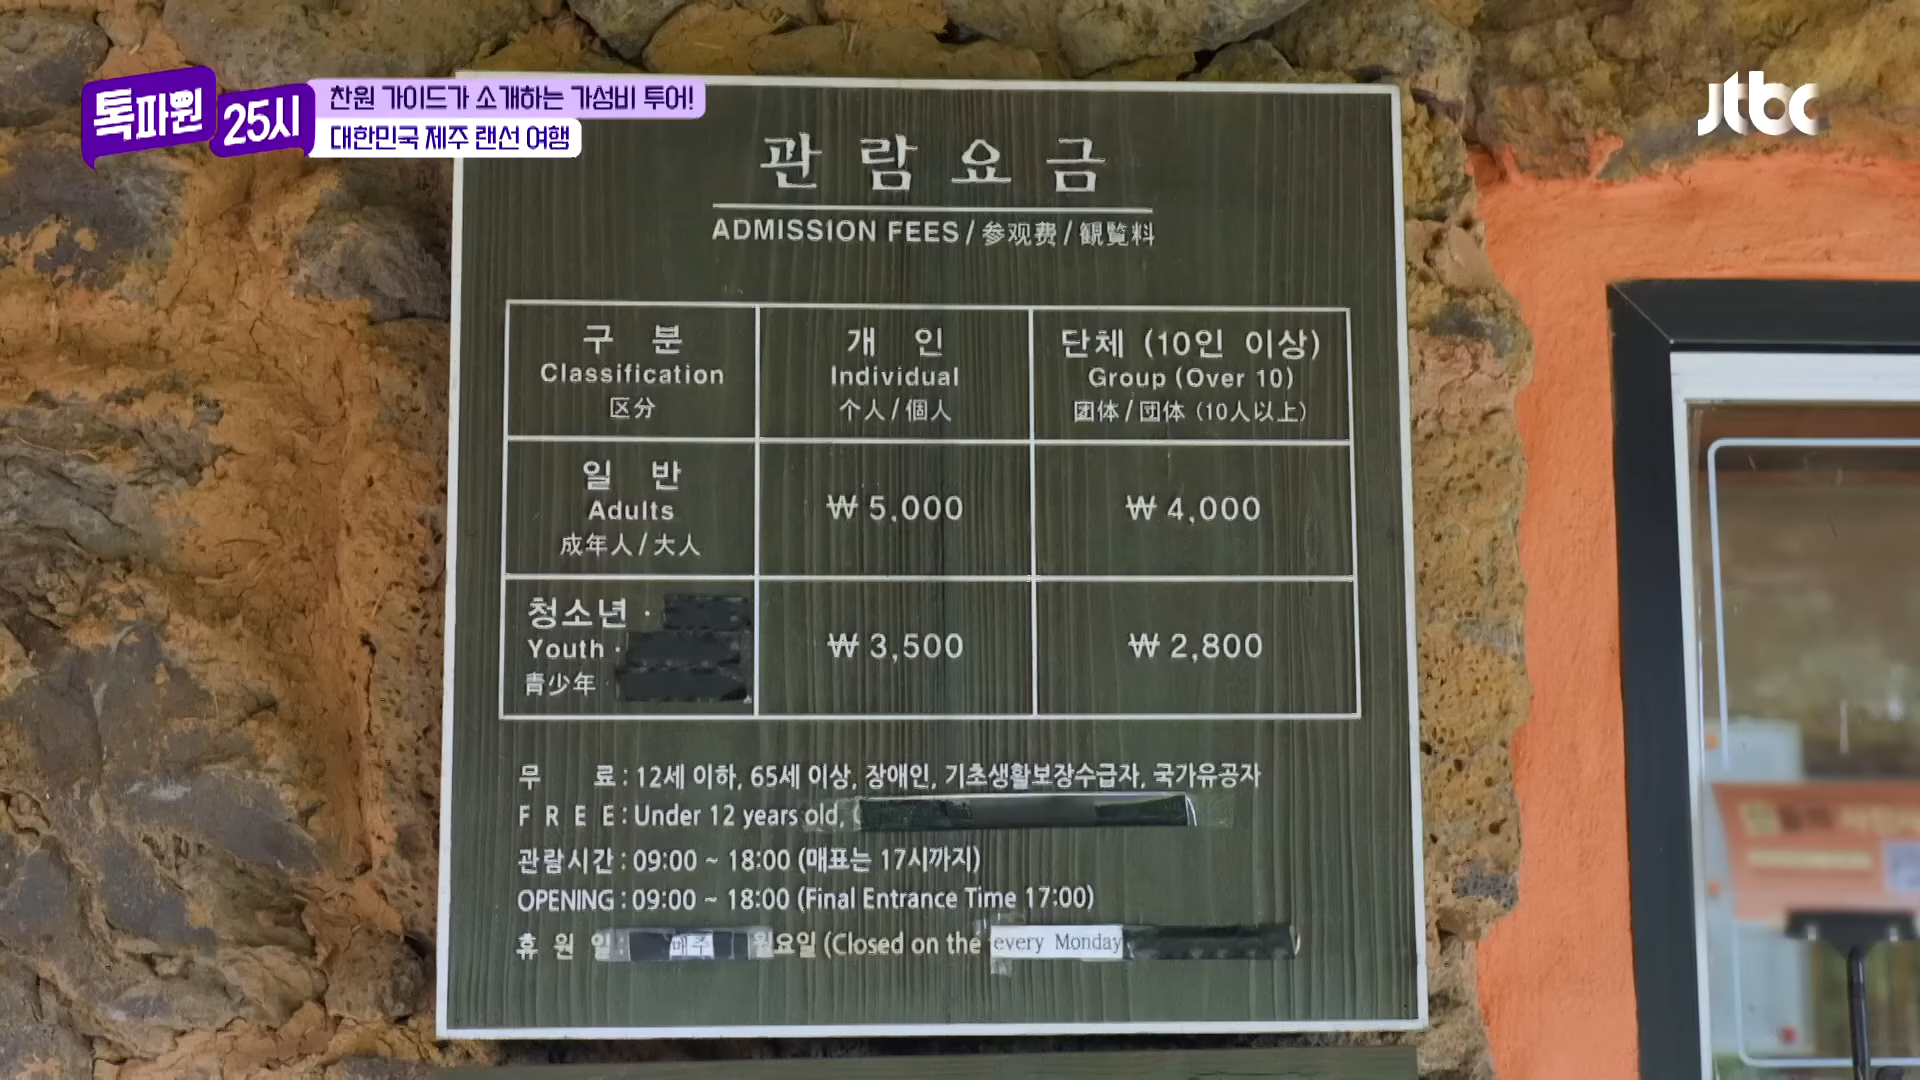 톡파원 25시
찬원 가이드가 소개하는 가성비 투어!
대한민국 제주 랜선 여행
jtbc
관람요금
ADMISSION FEES / 参观费 / 観覧料
구 분
Classification
区分
개 인
Individual
个人 / 個人
단체 (10인 이상)
Group (Over 10)
团体 / 団体 (10人以上)
일 반
Adults
成年人 / 大人
₩ 5,000
₩ 4,000
청소년 ·
Youth ·
青少年 ·
₩ 3,500
₩ 2,800
무 료 : 12세 이하, 65세 이상, 장애인, 기초생활보장수급자, 국가유공자
F R E E : Under 12 years old,
관람시간 : 09:00 ~ 18:00 (매표는 17시까지)
OPENING : 09:00 ~ 18:00 (Final Entrance Time 17:00)
휴 원 일 : 매주 월요일 (Closed on the every Monday )